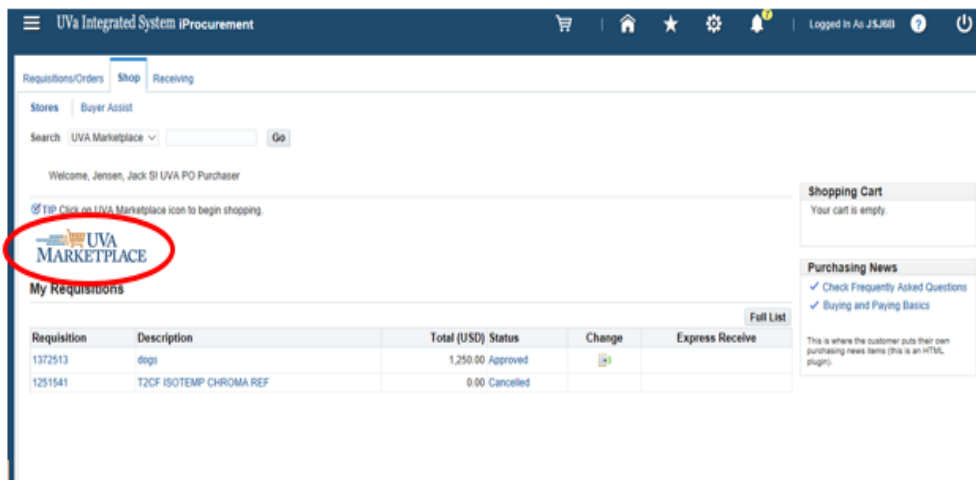 UVa Integrated System iProcurement
7
Logged In As JSJ6B
?
Requisitions/Orders Shop Receiving
Stores Buyer Assist
Search UVA Marketplace Go
Welcome, Jensen, Jack S! UVA PO Purchaser
TIP Click on UVA Marketplace icon to begin shopping.
UVA
MARKETPLACE
My Requisitions
Full List
Requisition Description Total (USD) Status Change Express Receive
1372513 dogs 1,250.00 Approved
1251541 T2CF ISOTEMP CHROMA REF 0.00 Cancelled
Shopping Cart
Your cart is empty.
Purchasing News
Check Frequently Asked Questions
Buying and Paying Basics
This is where the customer puts their own
purchasing news items (this is an HTML
plugin).